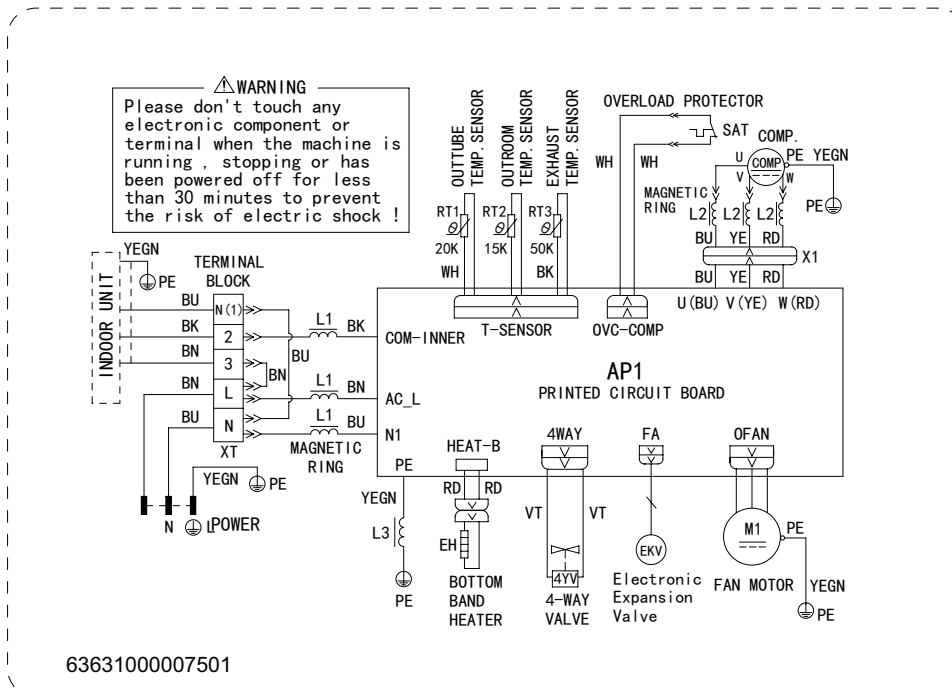 WARNING
Please don't touch any
electronic component or
terminal when the machine is
running , stopping or has
been powered off for less
than 30 minutes to prevent
the risk of electric shock !
OUTTUBE
TEMP. SENSOR
OUTROOM
TEMP. SENSOR
EXHAUST
TEMP. SENSOR
RT1
RT2
RT3
θ
θ
θ
20K
15K
50K
WH
BK
T-SENSOR
OVERLOAD PROTECTOR
SAT
WH
WH
OVC-COMP
COMP.
U
COMP
PE
YEGN
V
W
PE
MAGNETIC
RING
L2
L2
L2
BU
YE
RD
X1
BU
YE
RD
U(BU) V(YE) W(RD)
YEGN
PE
INDOOR UNIT
TERMINAL
BLOCK
BU
N(1)
BK
2
BN
3
BN
L
BU
N
XT
BU
BN
L1
BK
COM-INNER
L1
BN
AC_L
L1
BU
N1
MAGNETIC
RING
YEGN
PE
N
LPOWER
AP1
PRINTED CIRCUIT BOARD
PE
YEGN
L3
PE
HEAT-B
RD
RD
EH
BOTTOM
BAND
HEATER
4WAY
VT
VT
4YV
4-WAY
VALVE
FA
EKV
Electronic
Expansion
Valve
OFAN
M1
PE
FAN MOTOR
YEGN
PE
63631000007501